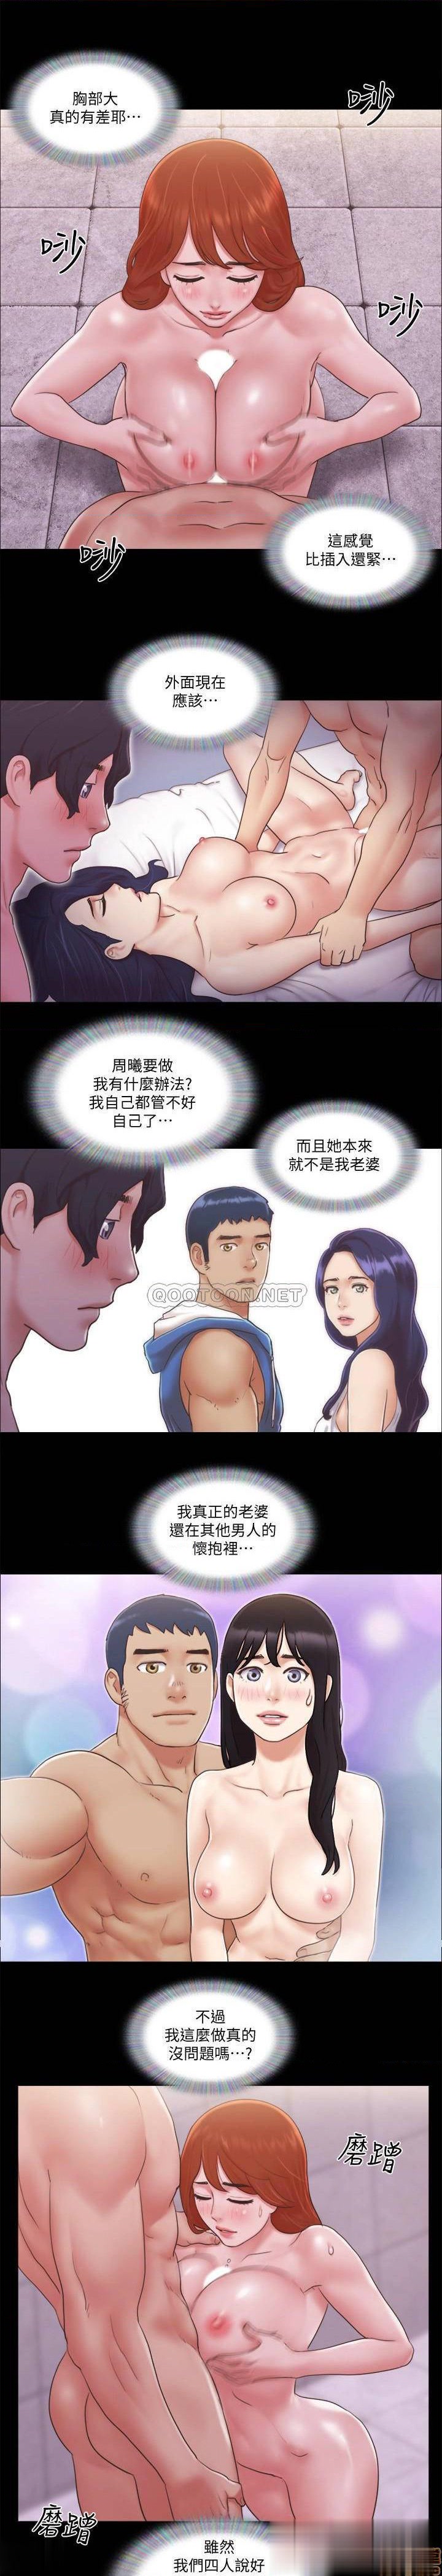 胸部大
真的有差耶…
唦
唦
唦
唦
這感覺
比插入還緊…
外面現在
應該…
周曦要做
我有什麼辦法?
我自己都管不好
自己了…
而且她本來
就不是我老婆
QOOTOON.NET
我真正的老婆
還在其他男人的
懷抱裡…
不過
我這麼做真的
沒問題嗎…?
磨蹭
磨蹭
雖然
我們四人說好